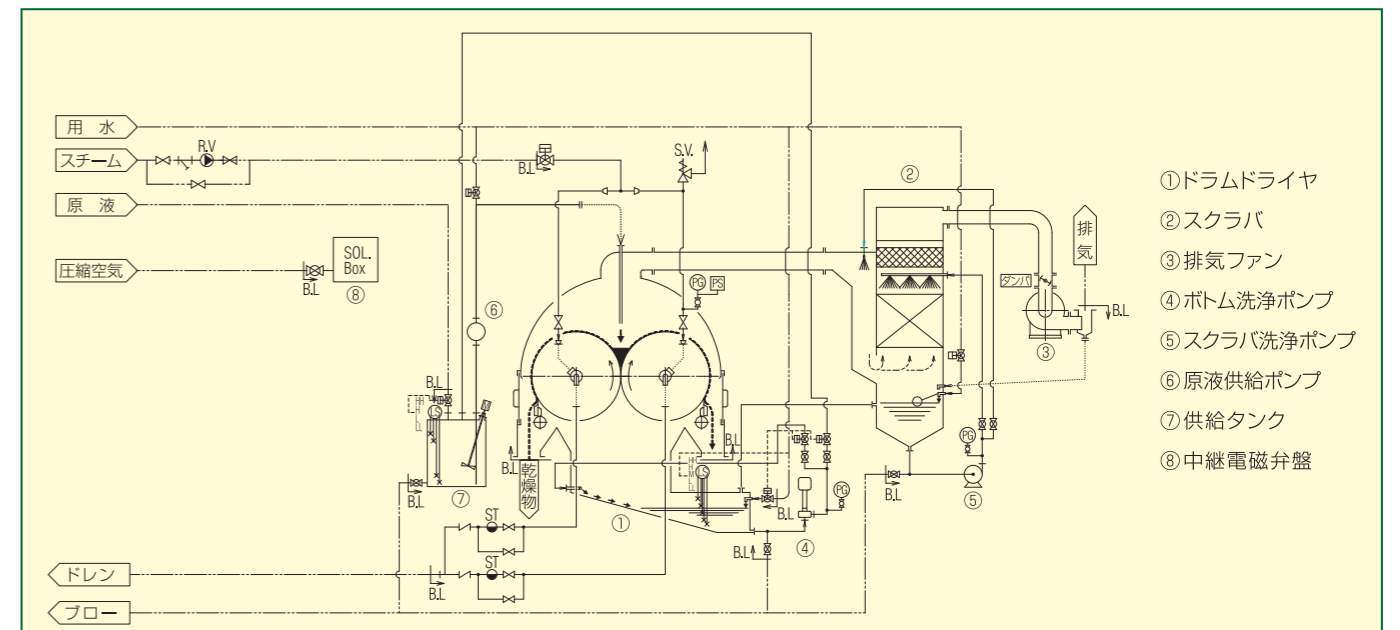 用 水
スチーム
原 液
圧縮空気
R.V
B.L
SOL.
Box
⑧
B.L
S.V.
PG
PS
⑥
②
ダンパ
③
排
気
B.L
B.L
LS
⑦
B.L
B.L
乾
燥
物
ST
ST
B.L
①
B.L
H
H
M
L
LL
LS
B.L
B.L
④
PG
PG
B.L
⑤
ドレン
ブロー
①ドラムドライヤ
②スクラバ
③排気ファン
④ボトム洗浄ポンプ
⑤スクラバ洗浄ポンプ
⑥原液供給ポンプ
⑦供給タンク
⑧中継電磁弁盤